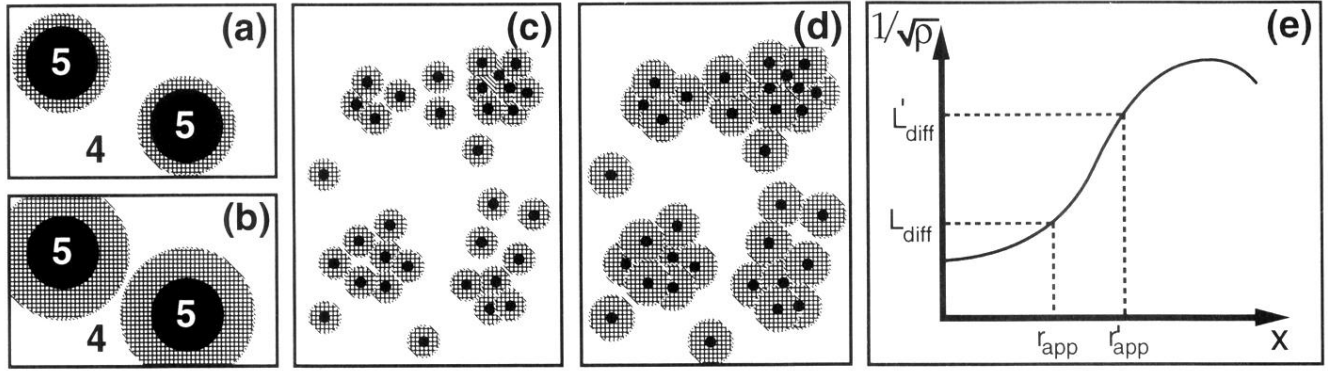 (a)
5
5
4
(b)
5
5
4
(c)
(d)
(e)
1/√ρ
L'diff
Ldiff
rapp
r'app
X